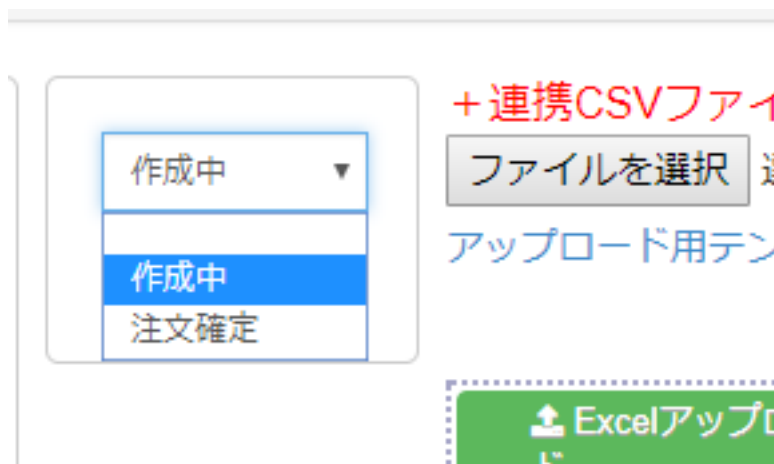 作成中
作成中
注文確定
+連携CSVファイ
ファイルを選択
アップロード用テン
Excelアップロ
ド